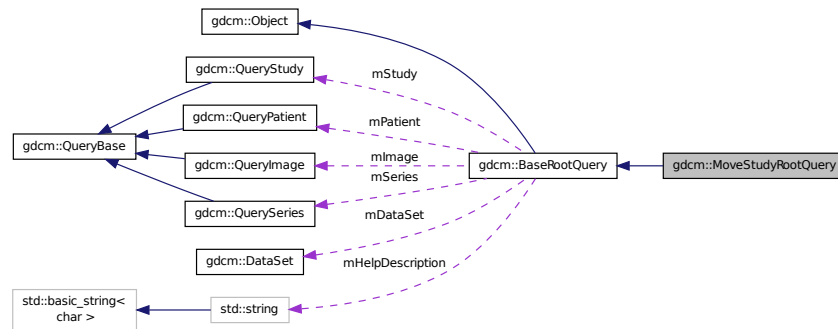 gdcm::Object
gdcm::QueryStudy
mStudy
gdcm::QueryPatient
mPatient
gdcm::QueryBase
gdcm::QueryImage
mImage
gdcm::BaseRootQuery
gdcm::MoveStudyRootQuery
mSeries
gdcm::QuerySeries
mDataSet
gdcm::DataSet
mHelpDescription
std::basic_string<
char >
std::string